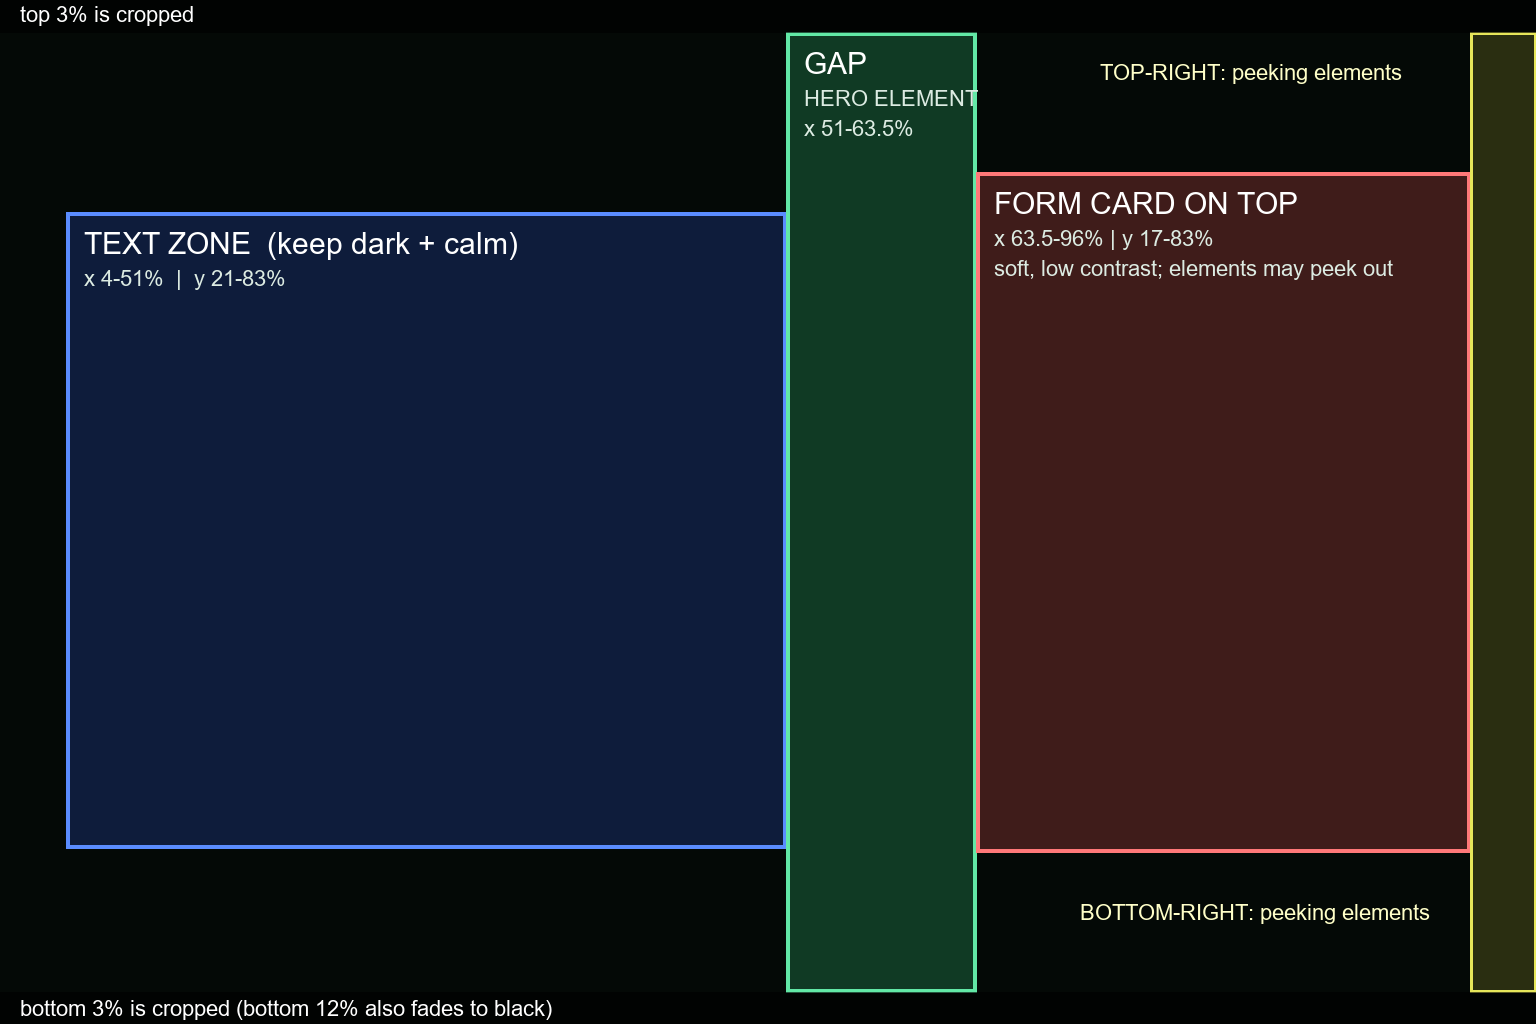 top 3% is cropped
GAP
HERO ELEMENT
x 51-63.5%
TOP-RIGHT: peeking elements
FORM CARD ON TOP
x 63.5-96% | y 17-83%
soft, low contrast; elements may peek out
TEXT ZONE  (keep dark + calm)
x 4-51%  |  y 21-83%
BOTTOM-RIGHT: peeking elements
bottom 3% is cropped (bottom 12% also fades to black)